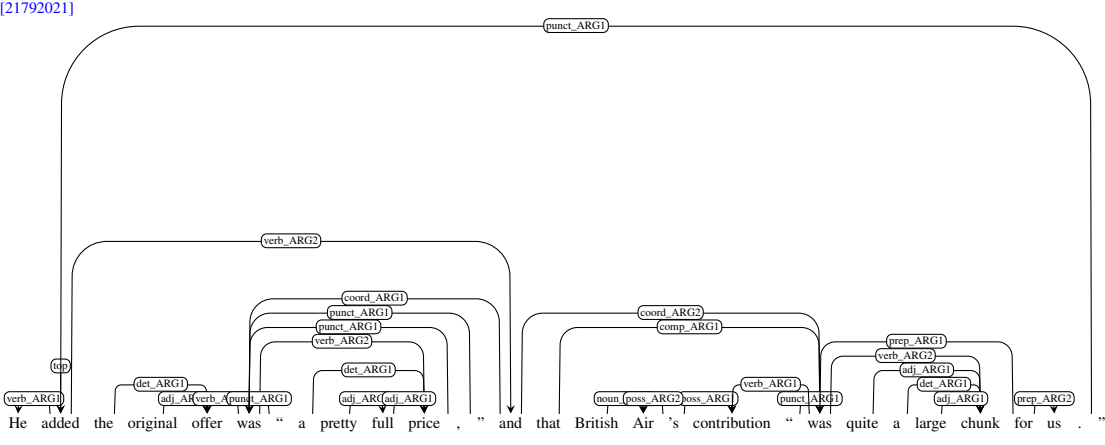 [21792021]
punct_ARG1
verb_ARG2
coord_ARG1
punct_ARG1 coord_ARG2
punct_ARG1 comp_ARG1
verb_ARG2 prep_ARG1
verb_ARG2
top det_ARG1 adj_ARG1
det_ARG1 verb_ARG1 det_ARG1
verb_ARG1 punct_ARG1 adj_ARG1 poss_ARG2 punct_ARG1 adj_ARG1 prep_ARG2
He added the original offer was “ a pretty full price , ” and that British Air 's contribution “ was quite a large chunk for us . ”